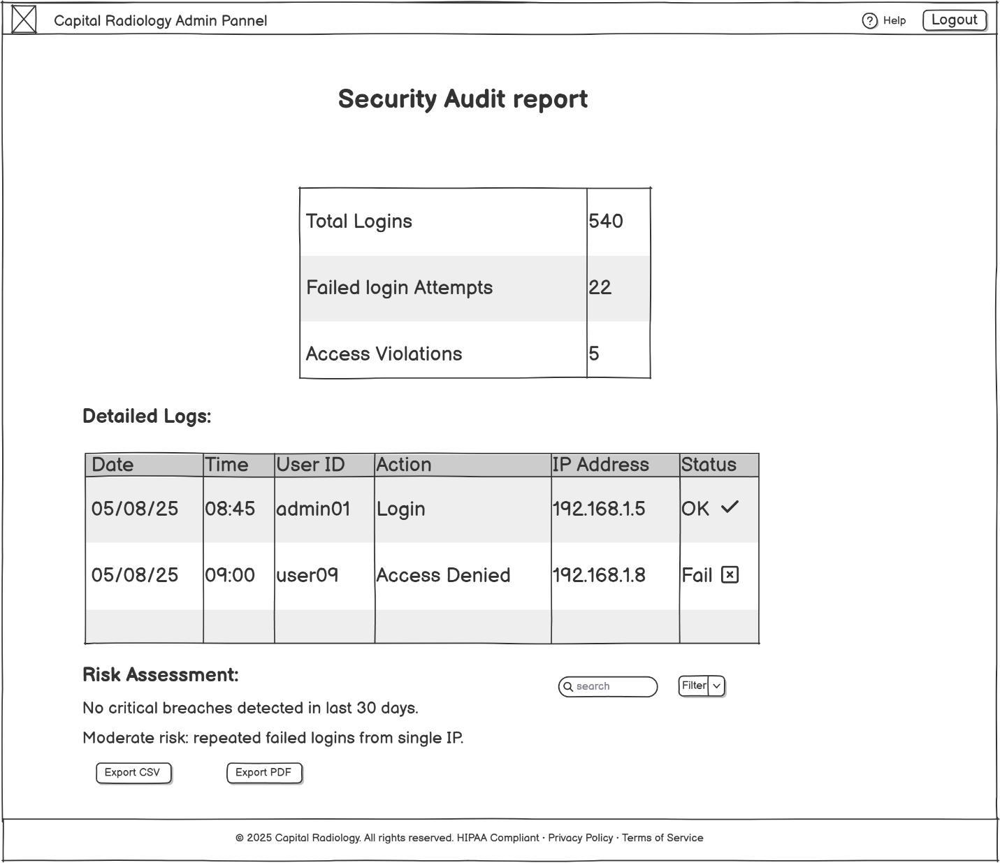 Capital Radiology Admin Pannel
Help
Logout
Security Audit report
Total Logins 540
Failed login Attempts 22
Access Violations 5
Detailed Logs:
Date Time User ID Action IP Address Status
05/08/25 08:45 admin01 Login 192.168.1.5 OK
05/08/25 09:00 user09 Access Denied 192.168.1.8 Fail
Risk Assessment:
search
Filter
No critical breaches detected in last 30 days.
Moderate risk: repeated failed logins from single IP.
Export CSV
Export PDF
© 2025 Capital Radiology. All rights reserved. HIPAA Compliant · Privacy Policy · Terms of Service